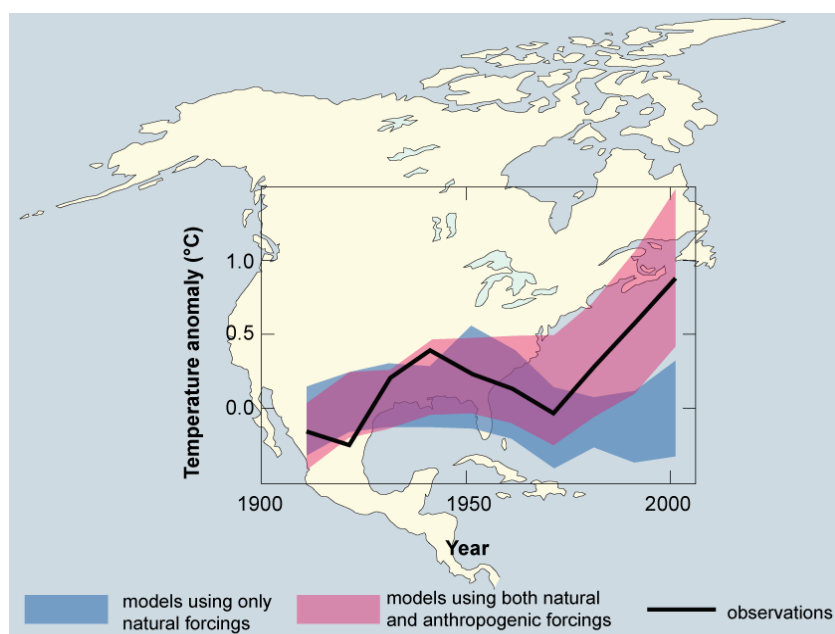 Temperature anomaly (°C)
1.0
0.5
0.0
1900
1950
2000
Year
models using only
natural forcings
models using both natural
and anthropogenic forcings
observations